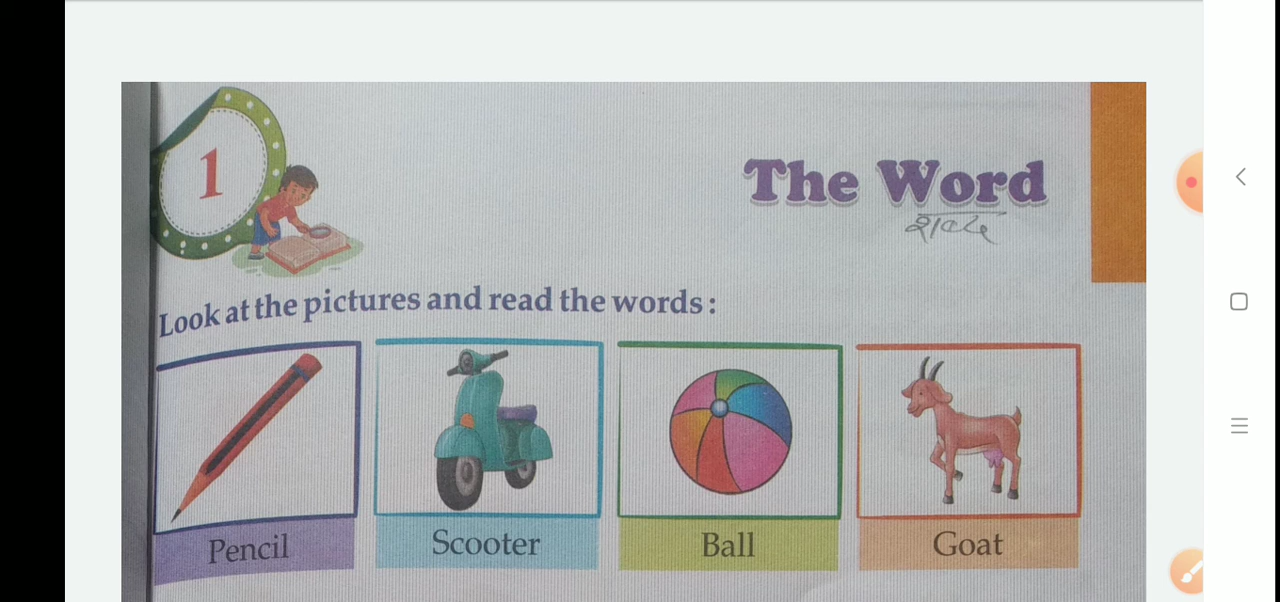 1
The Word
शब्द
Look at the pictures and read the words :
Pencil Scooter Ball Goat